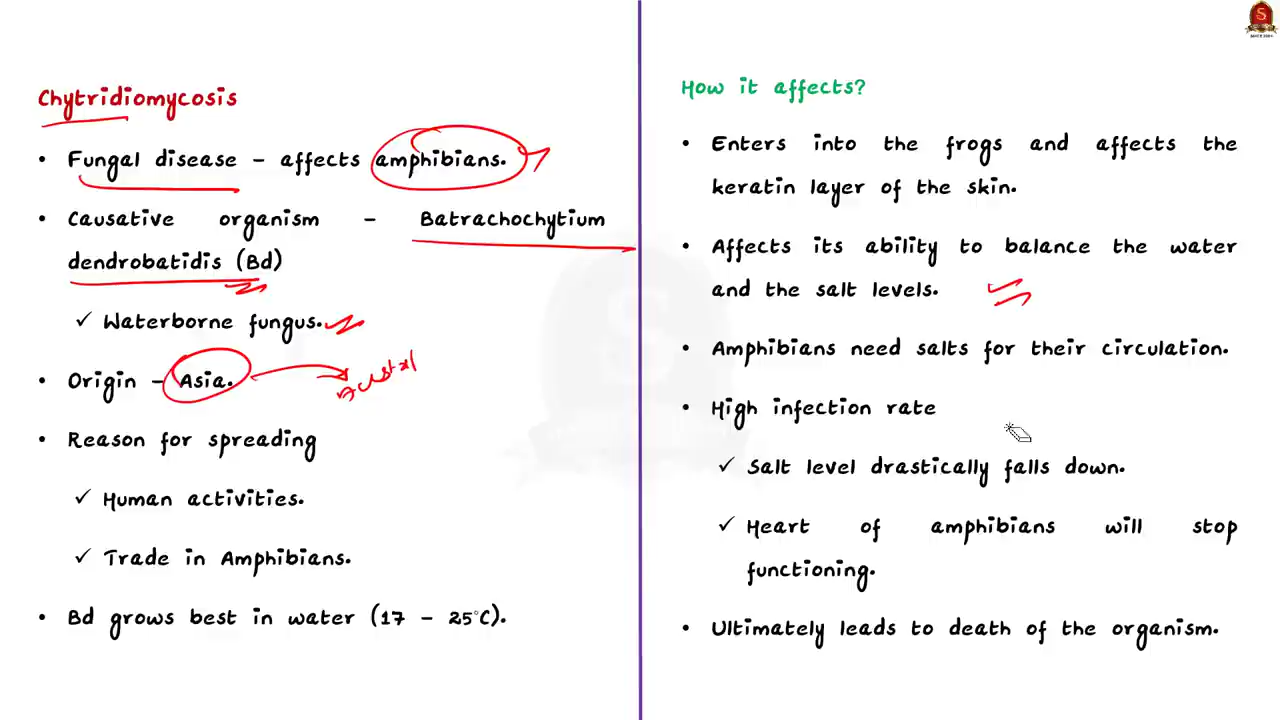 Chytridiomycosis
• Fungal disease – affects amphibians.
• Causative organism – Batrachochytium
dendrobatidis (Bd)
✓ Waterborne fungus.
• Origin – Asia.
• Reason for spreading
✓ Human activities.
✓ Trade in Amphibians.
• Bd grows best in water (17 – 25°C).
How it affects?
• Enters into the frogs and affects the
keratin layer of the skin.
• Affects its ability to balance the water
and the salt levels.
• Amphibians need salts for their circulation.
• High infection rate
✓ Salt level drastically falls down.
✓ Heart of amphibians will stop
functioning.
• Ultimately leads to death of the organism.